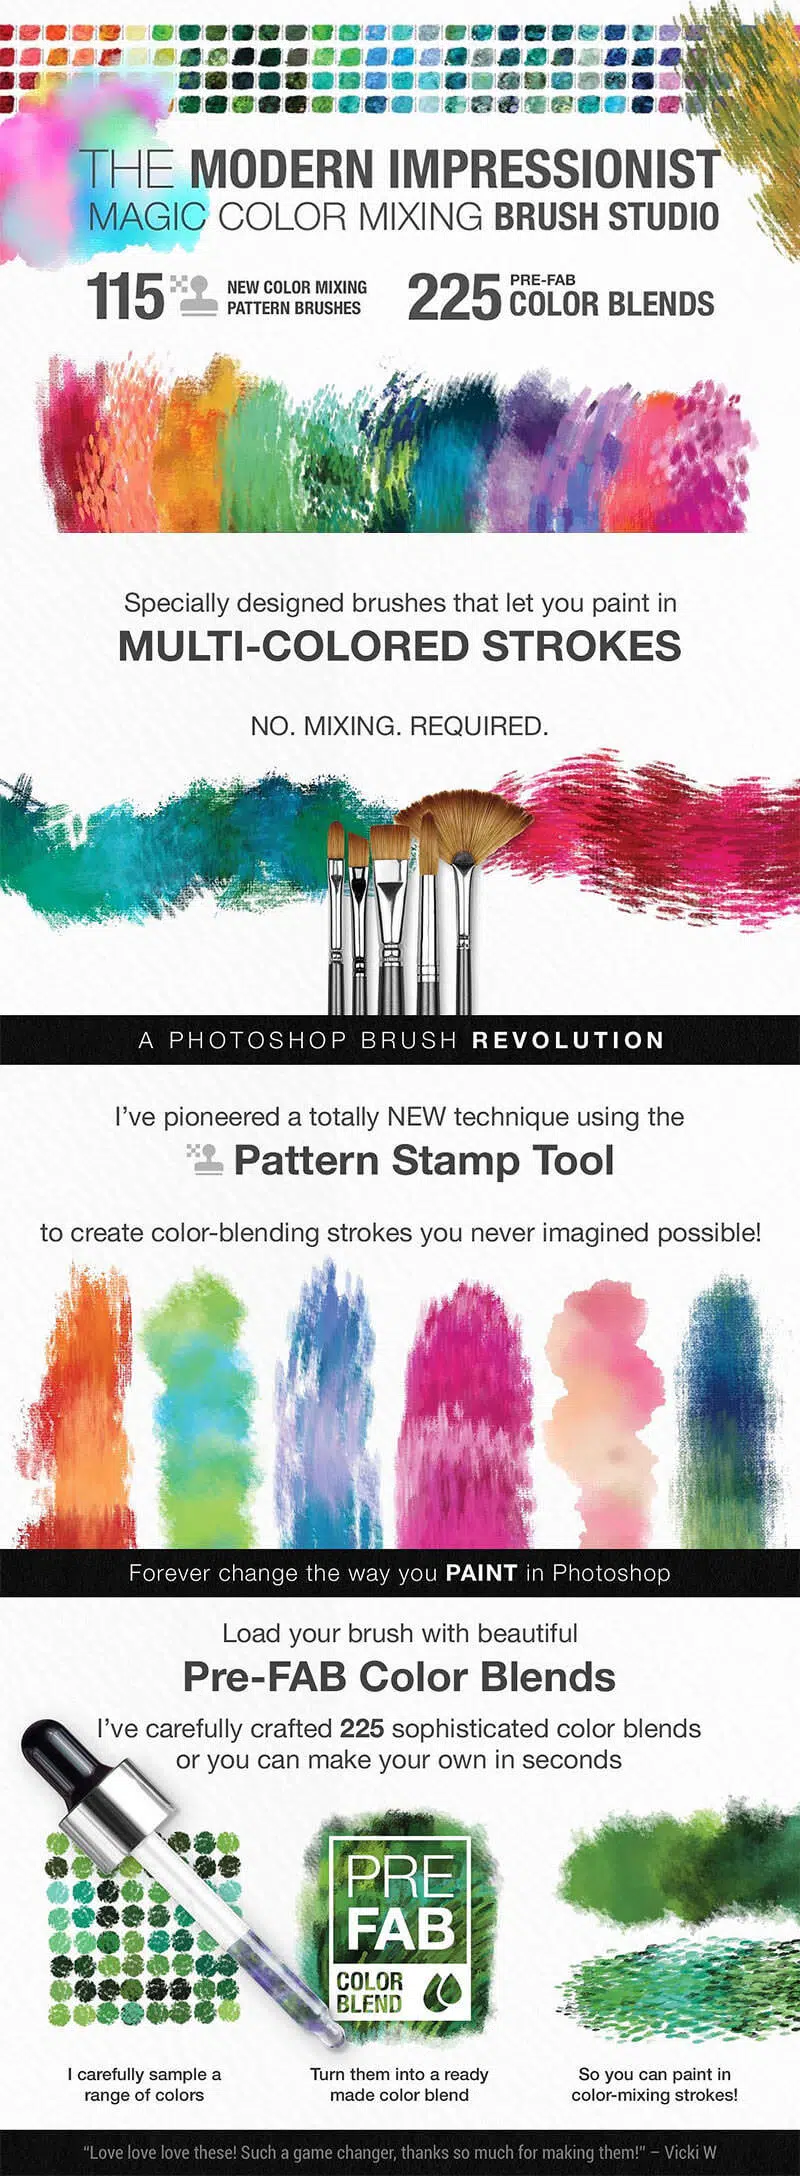 THE MODERN IMPRESSIONIST
MAGIC COLOR MIXING BRUSH STUDIO
115 NEW COLOR MIXING
PATTERN BRUSHES
225 PRE-FAB
COLOR BLENDS
Specially designed brushes that let you paint in
MULTI-COLORED STROKES
NO. MIXING. REQUIRED.
A PHOTOSHOP BRUSH REVOLUTION
I've pioneered a totally NEW technique using the
Pattern Stamp Tool
to create color-blending strokes you never imagined possible!
Forever change the way you PAINT in Photoshop
Load your brush with beautiful
Pre-FAB Color Blends
I've carefully crafted 225 sophisticated color blends
or you can make your own in seconds
PRE
FAB
COLOR
BLEND
I carefully sample a
range of colors
Turn them into a ready
made color blend
So you can paint in
color-mixing strokes!
“Love love love these! Such a game changer, thanks so much for making them!” – Vicki W